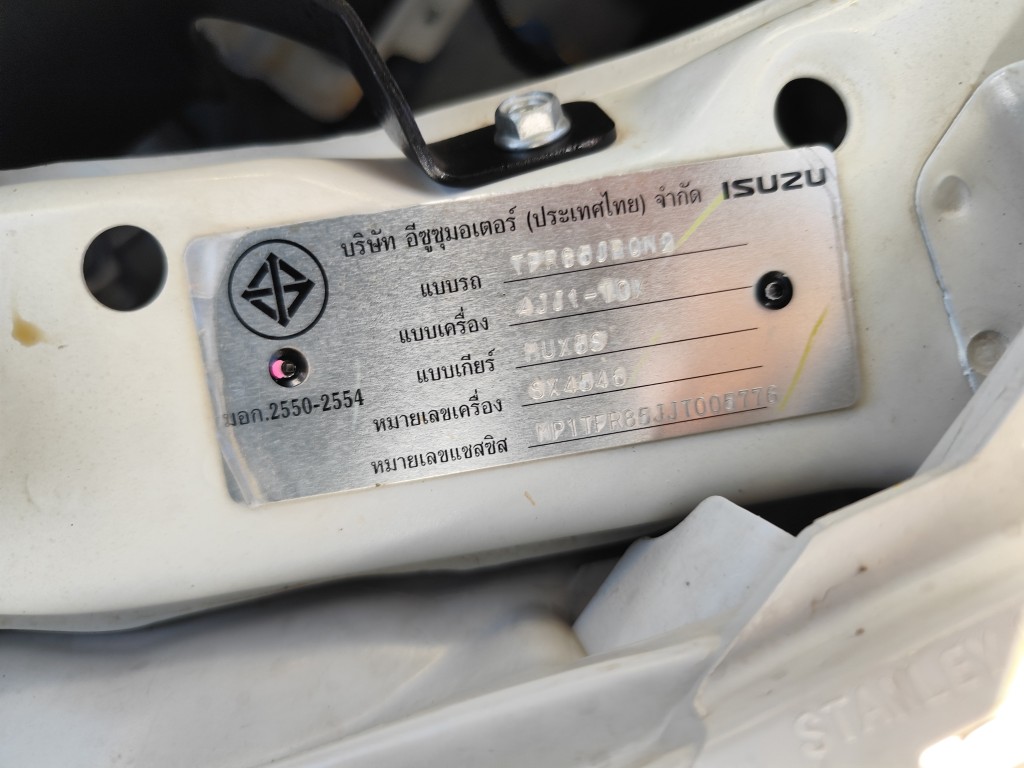 บริษัท อีซูซุมอเตอร์ (ประเทศไทย) จำกัด ISUZU
แบบรถ
แบบเครื่อง
แบบเกียร์
หมายเลขเครื่อง
หมายเลขแชสซิส MP1TFR85JJT005776
มอก.2550-2554
STANLEY